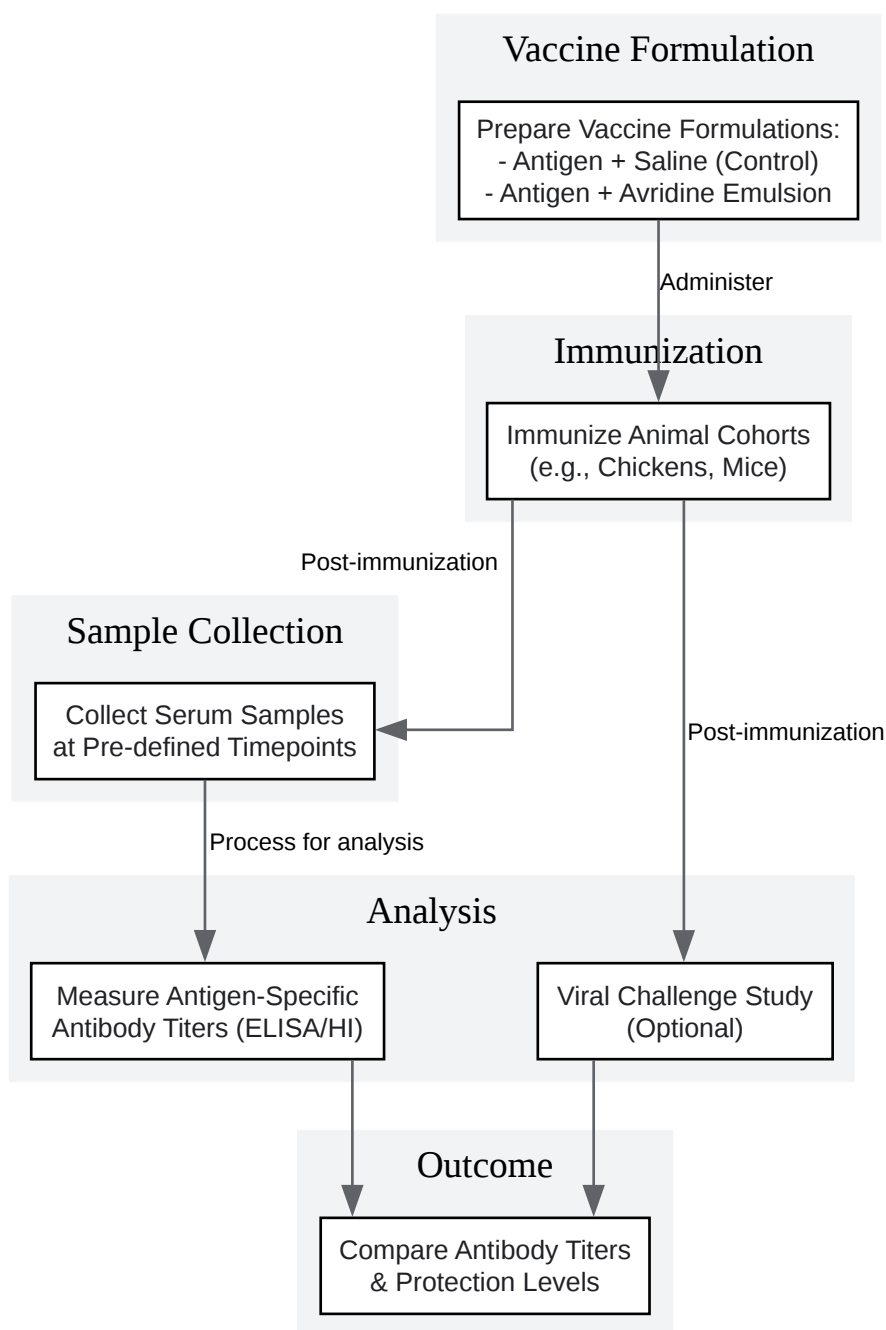 Vaccine Formulation
Prepare Vaccine Formulations:
- Antigen + Saline (Control)
- Antigen + Avridine Emulsion
Administer
Immunization
Immunize Animal Cohorts
(e.g., Chickens, Mice)
Post-immunization
Sample Collection
Collect Serum Samples
at Pre-defined Timepoints
Post-immunization
Process for analysis
Analysis
Measure Antigen-Specific
Antibody Titers (ELISA/HI)
Viral Challenge Study
(Optional)
Outcome
Compare Antibody Titers
& Protection Levels